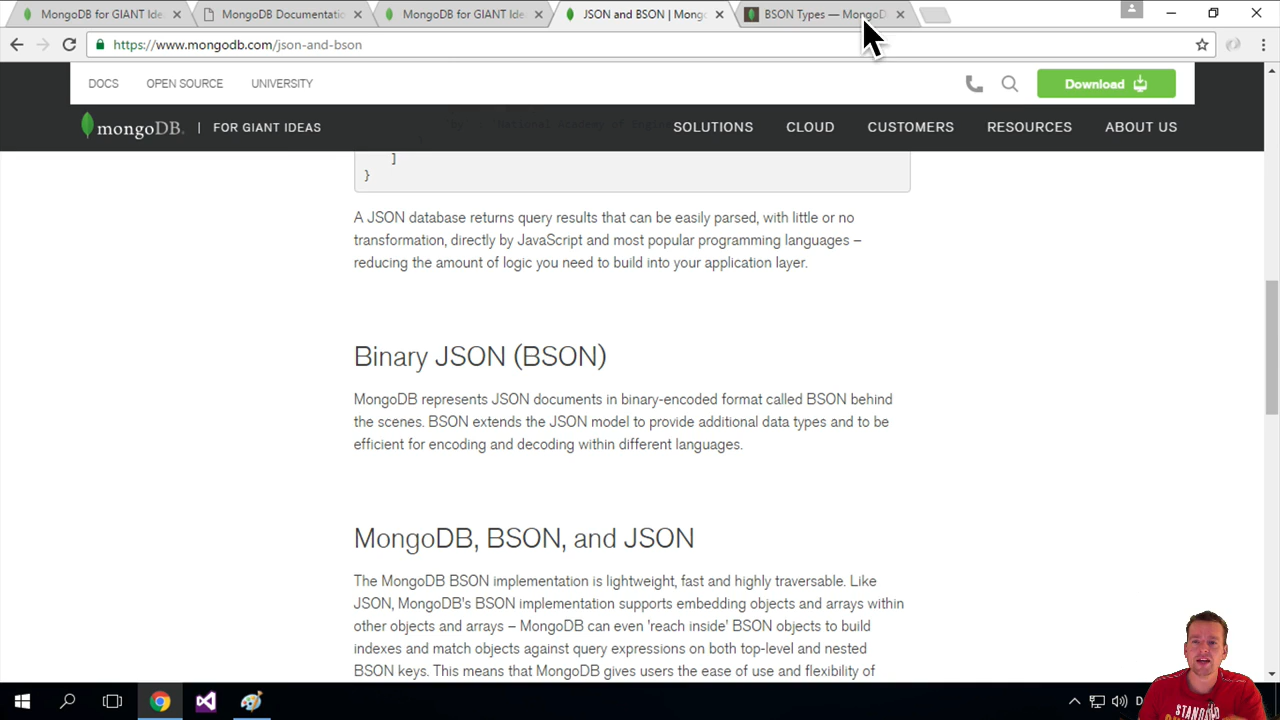 MongoDB for GIANT Ide
MongoDB Documentatio
MongoDB for GIANT Ide
JSON and BSON | Mong
BSON Types — MongoD
https://www.mongodb.com/json-and-bson
DOCS
OPEN SOURCE
UNIVERSITY
Download
mongoDB.
FOR GIANT IDEAS
SOLUTIONS
CLOUD
CUSTOMERS
RESOURCES
ABOUT US
]
}
A JSON database returns query results that can be easily parsed, with little or no
transformation, directly by JavaScript and most popular programming languages –
reducing the amount of logic you need to build into your application layer.
Binary JSON (BSON)
MongoDB represents JSON documents in binary-encoded format called BSON behind
the scenes. BSON extends the JSON model to provide additional data types and to be
efficient for encoding and decoding within different languages.
MongoDB, BSON, and JSON
The MongoDB BSON implementation is lightweight, fast and highly traversable. Like
JSON, MongoDB's BSON implementation supports embedding objects and arrays within
other objects and arrays – MongoDB can even 'reach inside' BSON objects to build
indexes and match objects against query expressions on both top-level and nested
BSON keys. This means that MongoDB gives users the ease of use and flexibility of
STANDARD